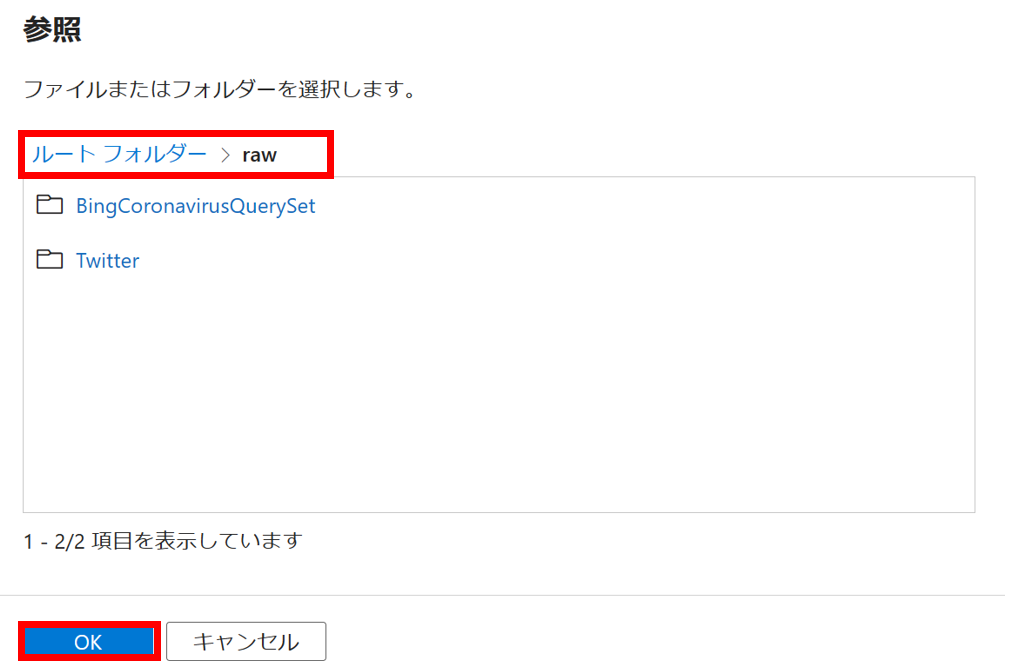 参照
ファイルまたはフォルダーを選択します。
ルート フォルダー > raw
BingCoronavirusQuerySet
Twitter
1 - 2/2 項目を表示しています
OK キャンセル